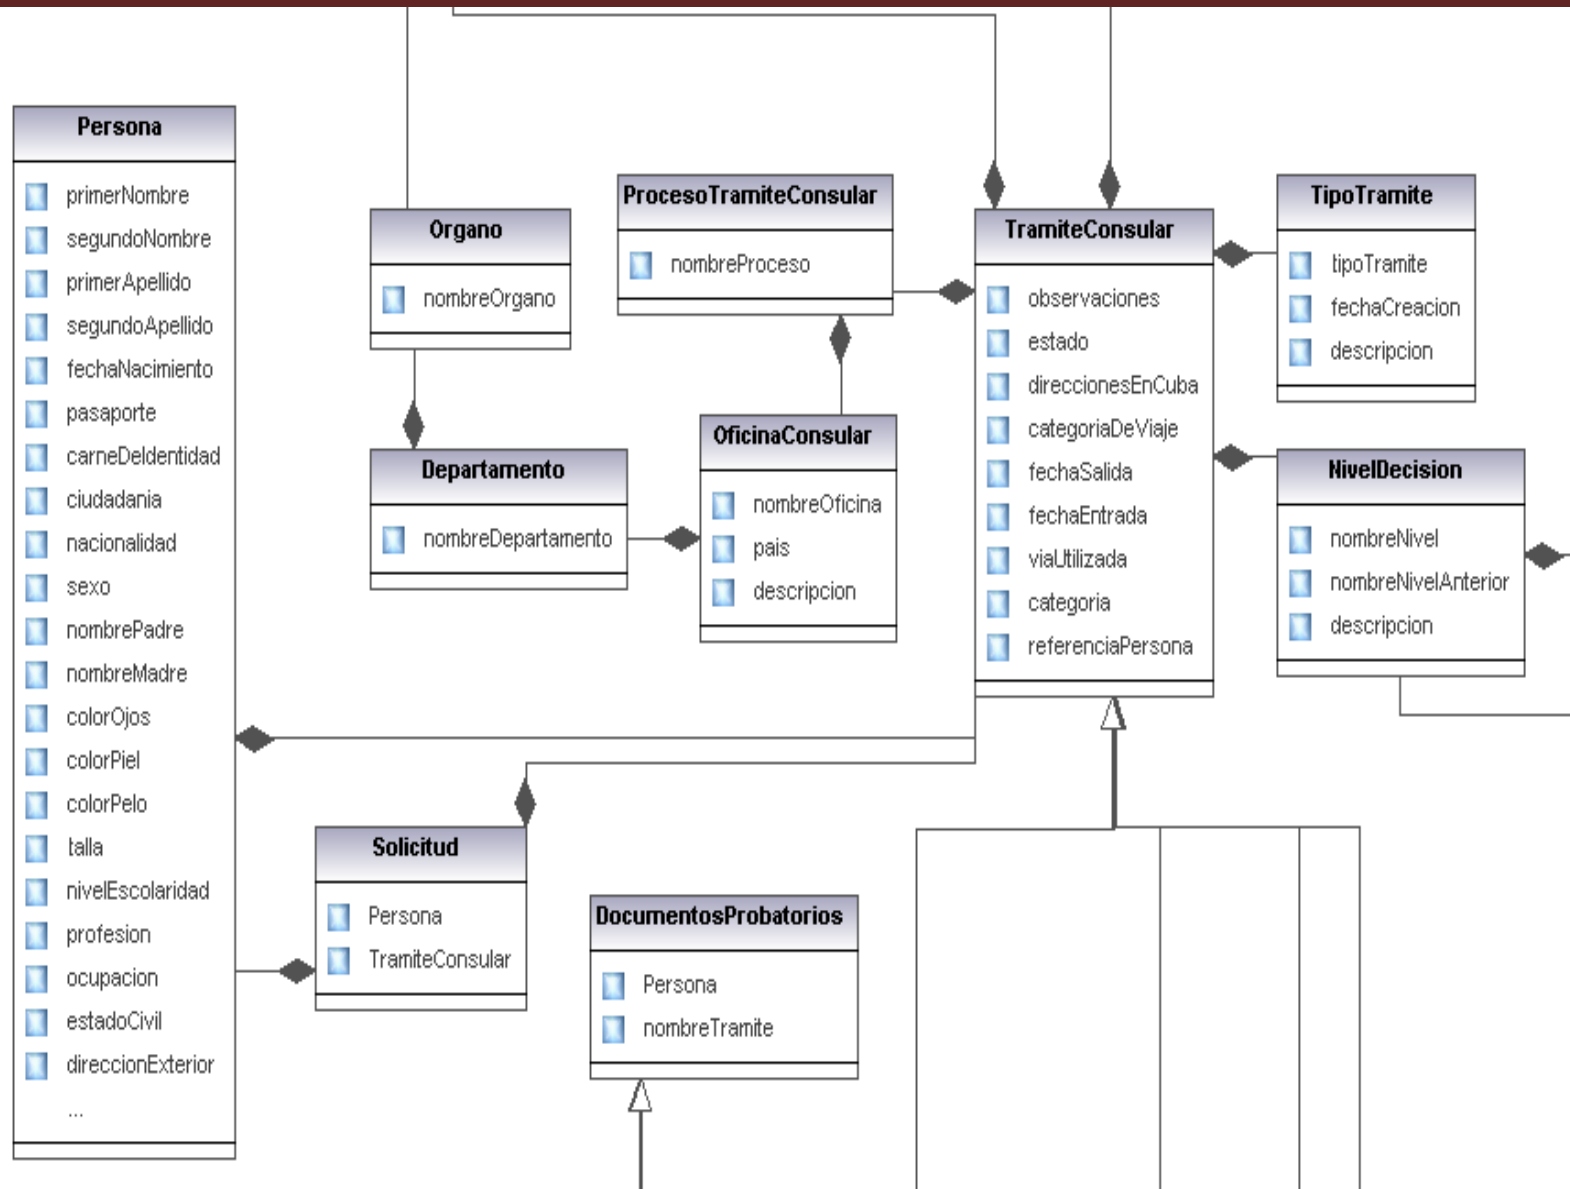 Persona
primerNombre
segundoNombre
primerApellido
segundoApellido
fechaNacimiento
pasaporte
carneDeIdentidad
ciudadania
nacionalidad
sexo
nombrePadre
nombreMadre
colorOjos
colorPiel
colorPelo
talla
nivelEscolaridad
profesion
ocupacion
estadoCivil
direccionExterior
...
Organo
nombreOrgano
Departamento
nombreDepartamento
ProcesoTramiteConsular
nombreProceso
OficinaConsular
nombreOficina
pais
descripcion
TramiteConsular
observaciones
estado
direccionesEnCuba
categoriaDeViaje
fechaSalida
fechaEntrada
viaUtilizada
categoria
referenciaPersona
TipoTramite
tipoTramite
fechaCreacion
descripcion
NivelDecision
nombreNivel
nombreNivelAnterior
descripcion
Solicitud
Persona
TramiteConsular
DocumentosProbatorios
Persona
nombreTramite